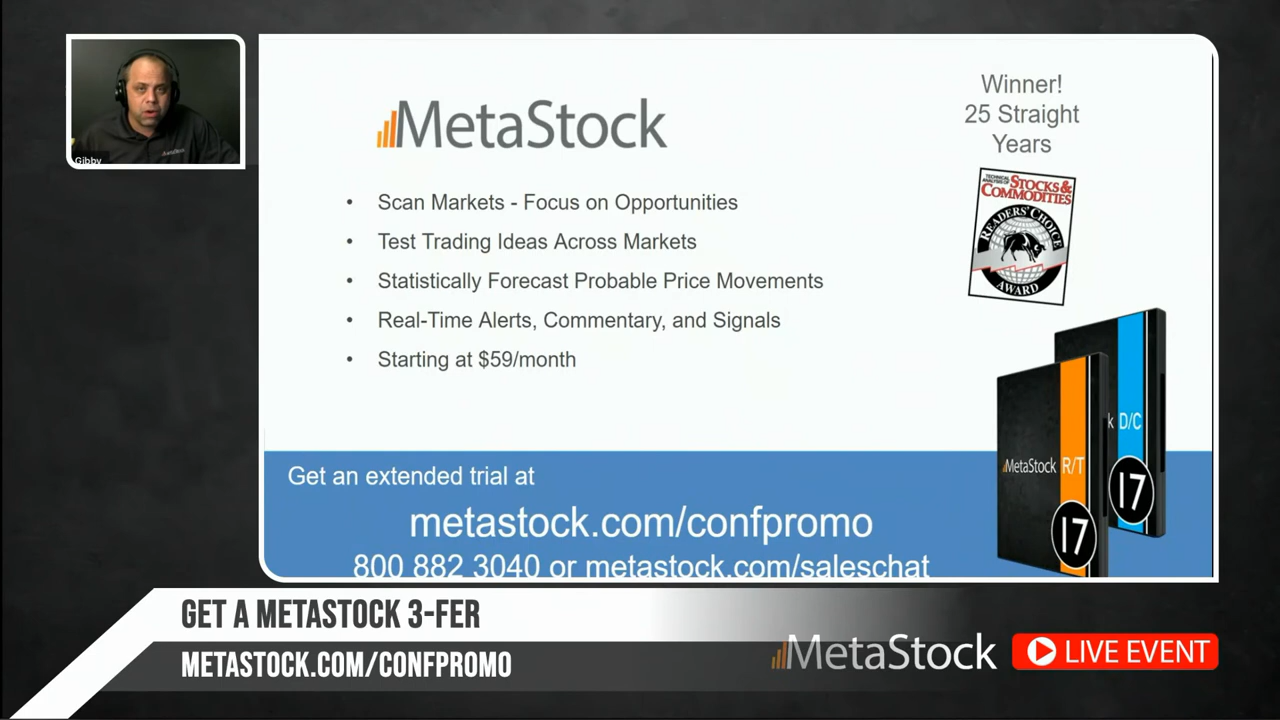 Gibby
MetaStock
Winner!
25 Straight
Years
TECHNICAL
ANALYSIS OF
STOCKS &
COMMODITIES
READERS' CHOICE
AWARD
• Scan Markets - Focus on Opportunities
• Test Trading Ideas Across Markets
• Statistically Forecast Probable Price Movements
• Real-Time Alerts, Commentary, and Signals
• Starting at $59/month
k D/C
17
MetaStock R/T
17
Get an extended trial at
metastock.com/confpromo
800 882 3040 or metastock.com/saleschat
GET A METASTOCK 3-FER
METASTOCK.COM/CONFPROMO
MetaStock
LIVE EVENT